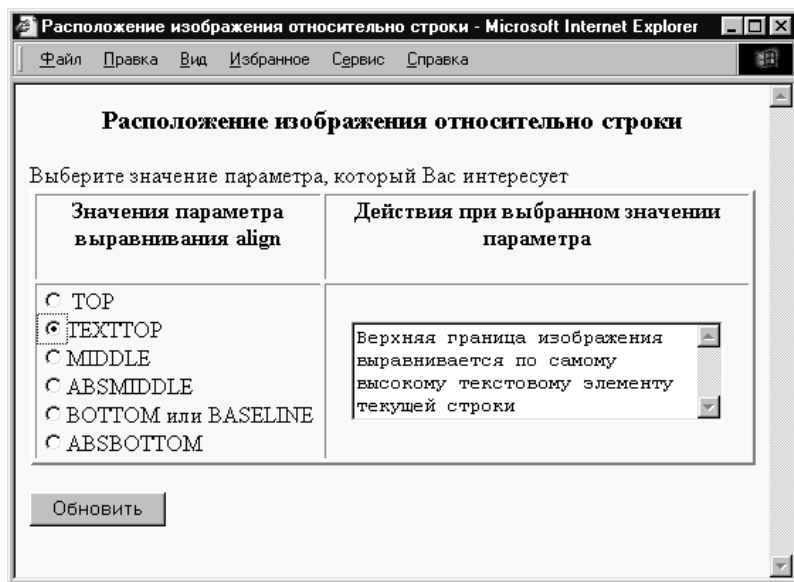 Расположение изображения относительно строки - Microsoft Internet Explorer
Файл Правка Вид Избранное Сервис Справка
Расположение изображения относительно строки
Выберите значение параметра, который Вас интересует
Значения параметра
выравнивания align
Действия при выбранном значении
параметра
TOP
TEXTTOP
MIDDLE
ABSMIDDLE
BOTTOM или BASELINE
ABSBOTTOM
Верхняя граница изображения
выравнивается по самому
высокому текстовому элементу
текущей строки
Обновить